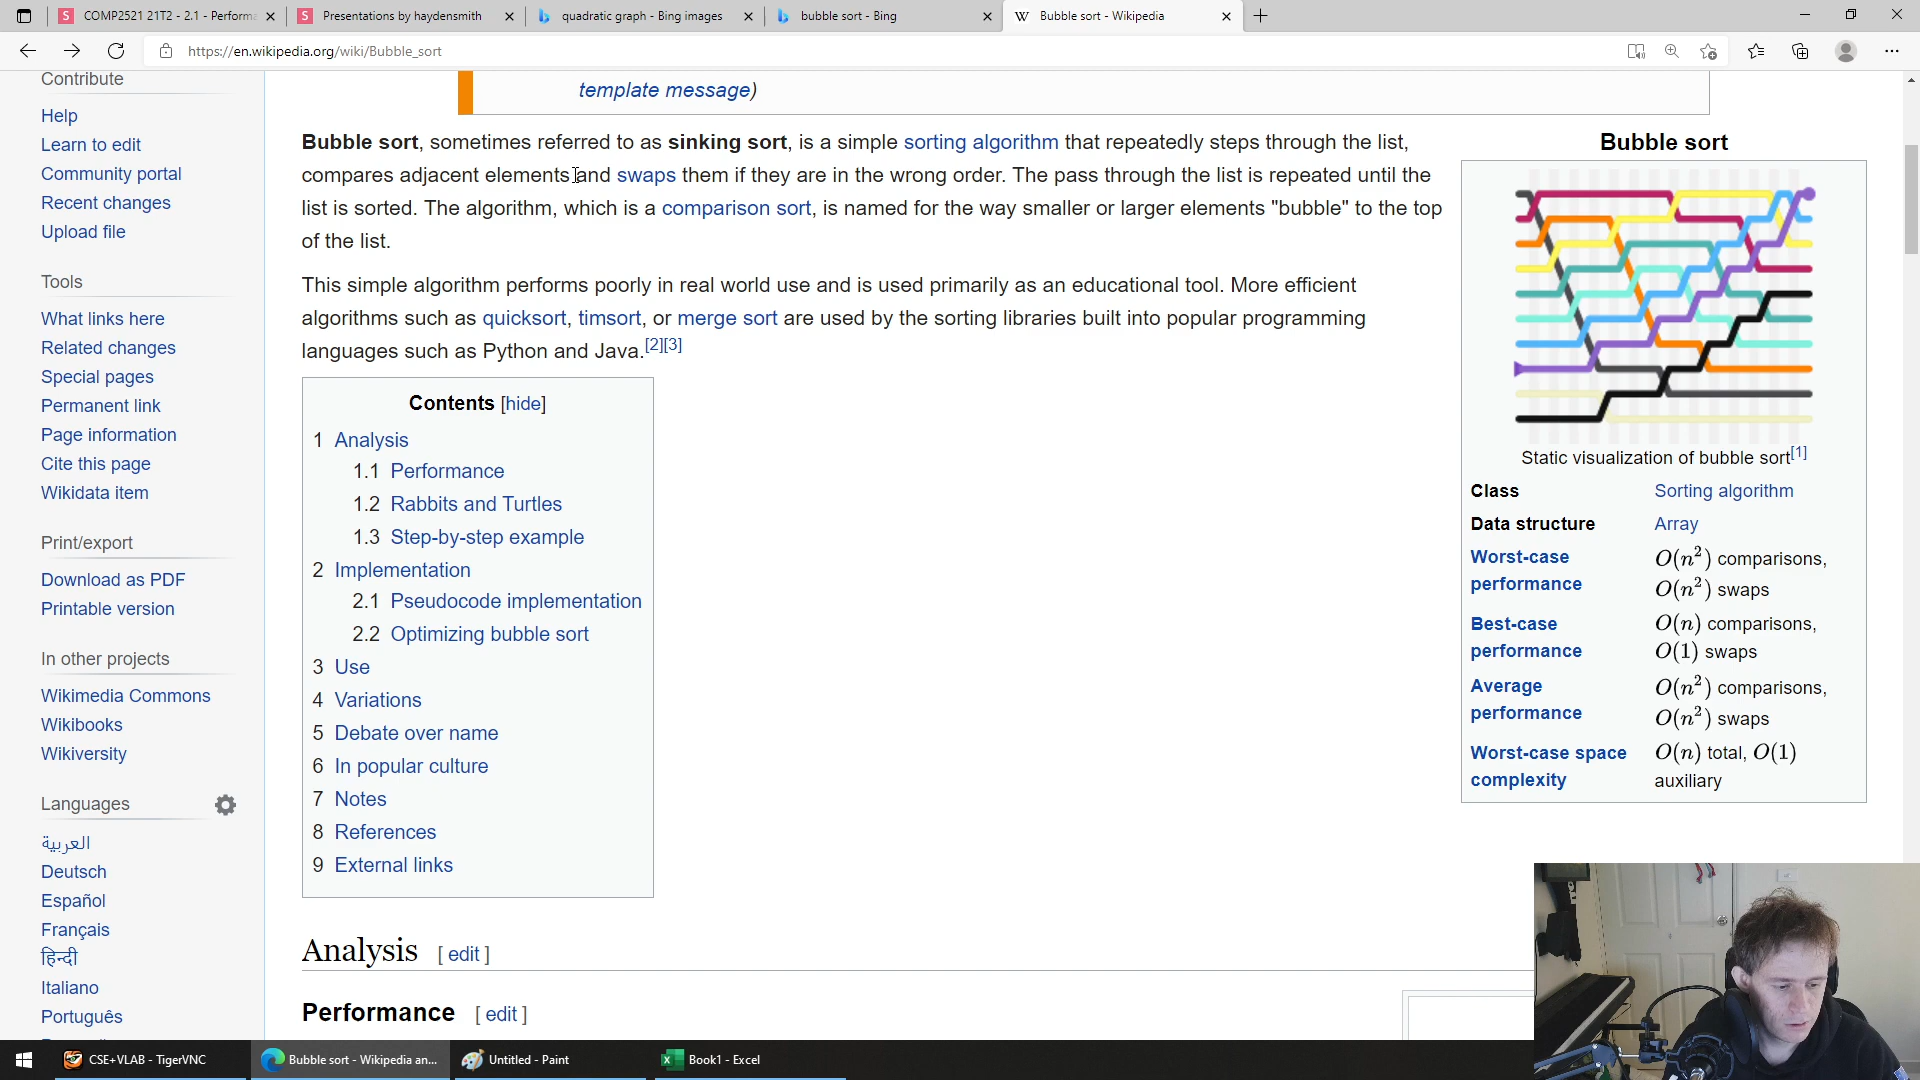 COMP2521 21T2 - 2.1 - Performa
Presentations by haydensmith
quadratic graph - Bing images
bubble sort - Bing
Bubble sort - Wikipedia
https://en.wikipedia.org/wiki/Bubble_sort
Contribute
Help
Learn to edit
Community portal
Recent changes
Upload file
Tools
What links here
Related changes
Special pages
Permanent link
Page information
Cite this page
Wikidata item
Print/export
Download as PDF
Printable version
In other projects
Wikimedia Commons
Wikibooks
Wikiversity
Languages
العربية
Deutsch
Español
Français
हिन्दी
Italiano
Português
template message)
Bubble sort, sometimes referred to as sinking sort, is a simple sorting algorithm that repeatedly steps through the list,
compares adjacent elements and swaps them if they are in the wrong order. The pass through the list is repeated until the
list is sorted. The algorithm, which is a comparison sort, is named for the way smaller or larger elements "bubble" to the top
of the list.
This simple algorithm performs poorly in real world use and is used primarily as an educational tool. More efficient
algorithms such as quicksort, timsort, or merge sort are used by the sorting libraries built into popular programming
languages such as Python and Java.[2][3]
Contents [hide]
1 Analysis
1.1 Performance
1.2 Rabbits and Turtles
1.3 Step-by-step example
2 Implementation
2.1 Pseudocode implementation
2.2 Optimizing bubble sort
3 Use
4 Variations
5 Debate over name
6 In popular culture
7 Notes
8 References
9 External links
Analysis [ edit ]
Performance [ edit ]
Bubble sort
Static visualization of bubble sort[1]
Class Sorting algorithm
Data structure Array
Worst-case performance O(n²) comparisons,
O(n²) swaps
Best-case performance O(n) comparisons,
O(1) swaps
Average performance O(n²) comparisons,
O(n²) swaps
Worst-case space complexity O(n) total, O(1)
auxiliary
CSE+VLAB - TigerVNC
Bubble sort - Wikipedia an...
Untitled - Paint
Book1 - Excel